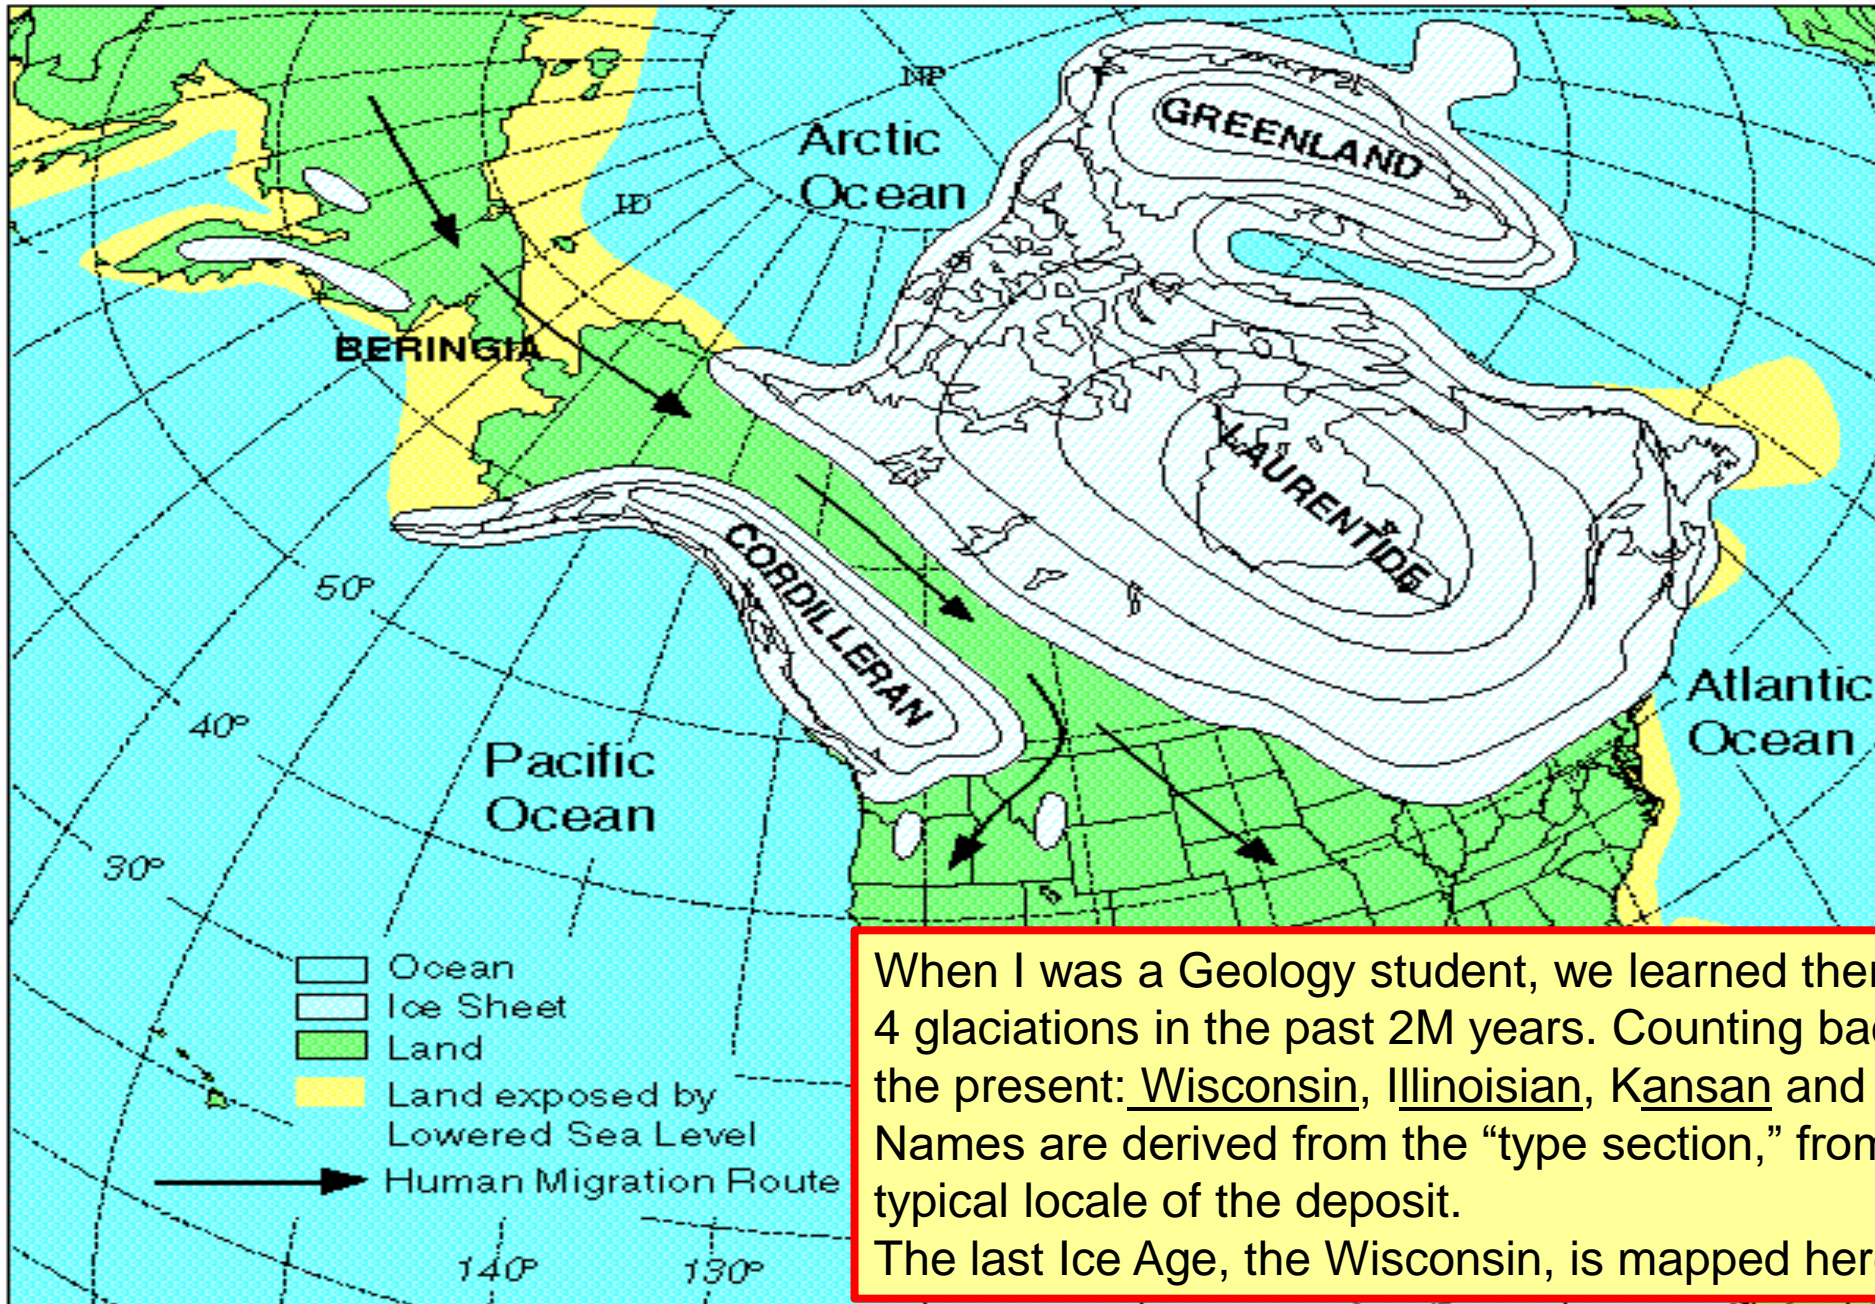 NP
GREENLAND
Arctic
Ocean
ID
BERINGIA
LAURENTIDE
CORDILLERAN
50°
Atlantic
Ocean
40°
Pacific
Ocean
30°
Ocean
Ice Sheet
Land
Land exposed by
Lowered Sea Level
Human Migration Route
140°
130°
When I was a Geology student, we learned
4 glaciations in the past 2M years. Counting
the present: Wisconsin, Illinoisian, Kansan and
Names are derived from the “type section,”
typical locale of the deposit.
The last Ice Age, the Wisconsin, is mapped